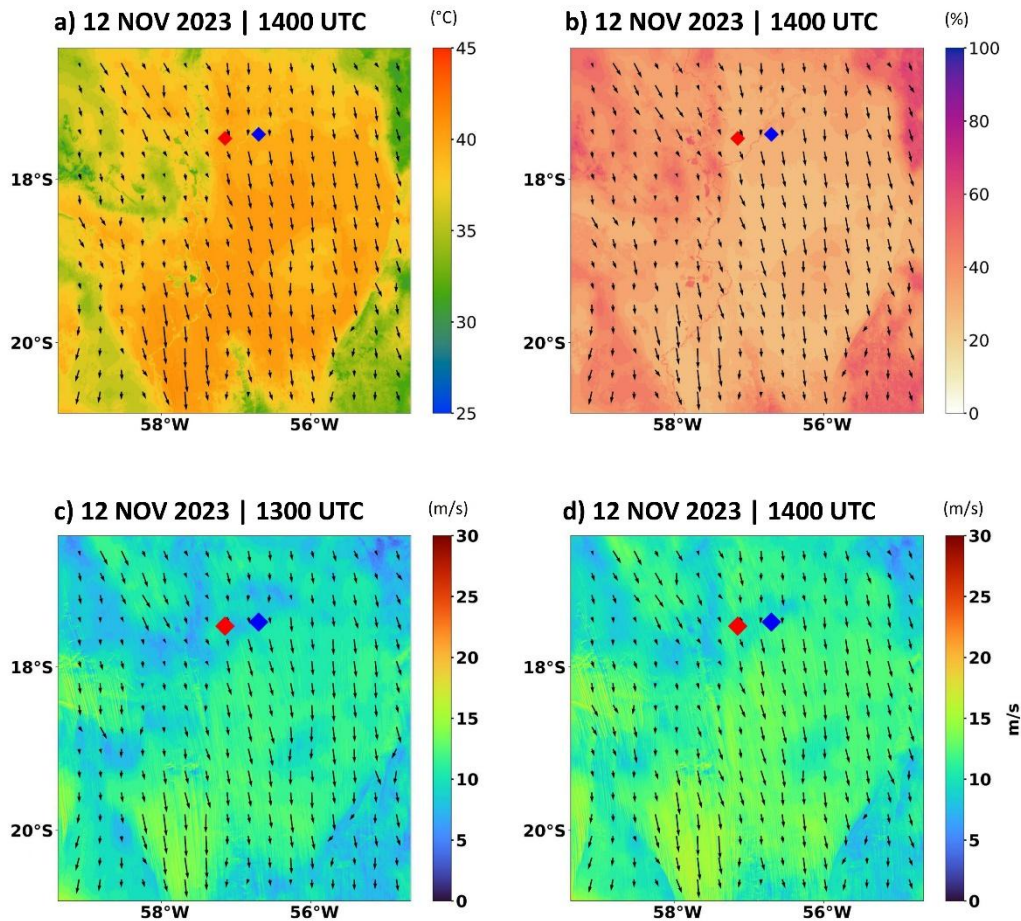 a) 12 NOV 2023 | 1400 UTC (°C)
45
40
35
30
25
18°S
20°S
58°W 56°W
b) 12 NOV 2023 | 1400 UTC (%)
100
80
60
40
20
0
18°S
20°S
58°W 56°W
c) 12 NOV 2023 | 1300 UTC (m/s)
30
25
20
15
10
5
0
18°S
20°S
58°W 56°W
d) 12 NOV 2023 | 1400 UTC (m/s)
30
25
20
15
10
5
0
m/s
18°S
20°S
58°W 56°W